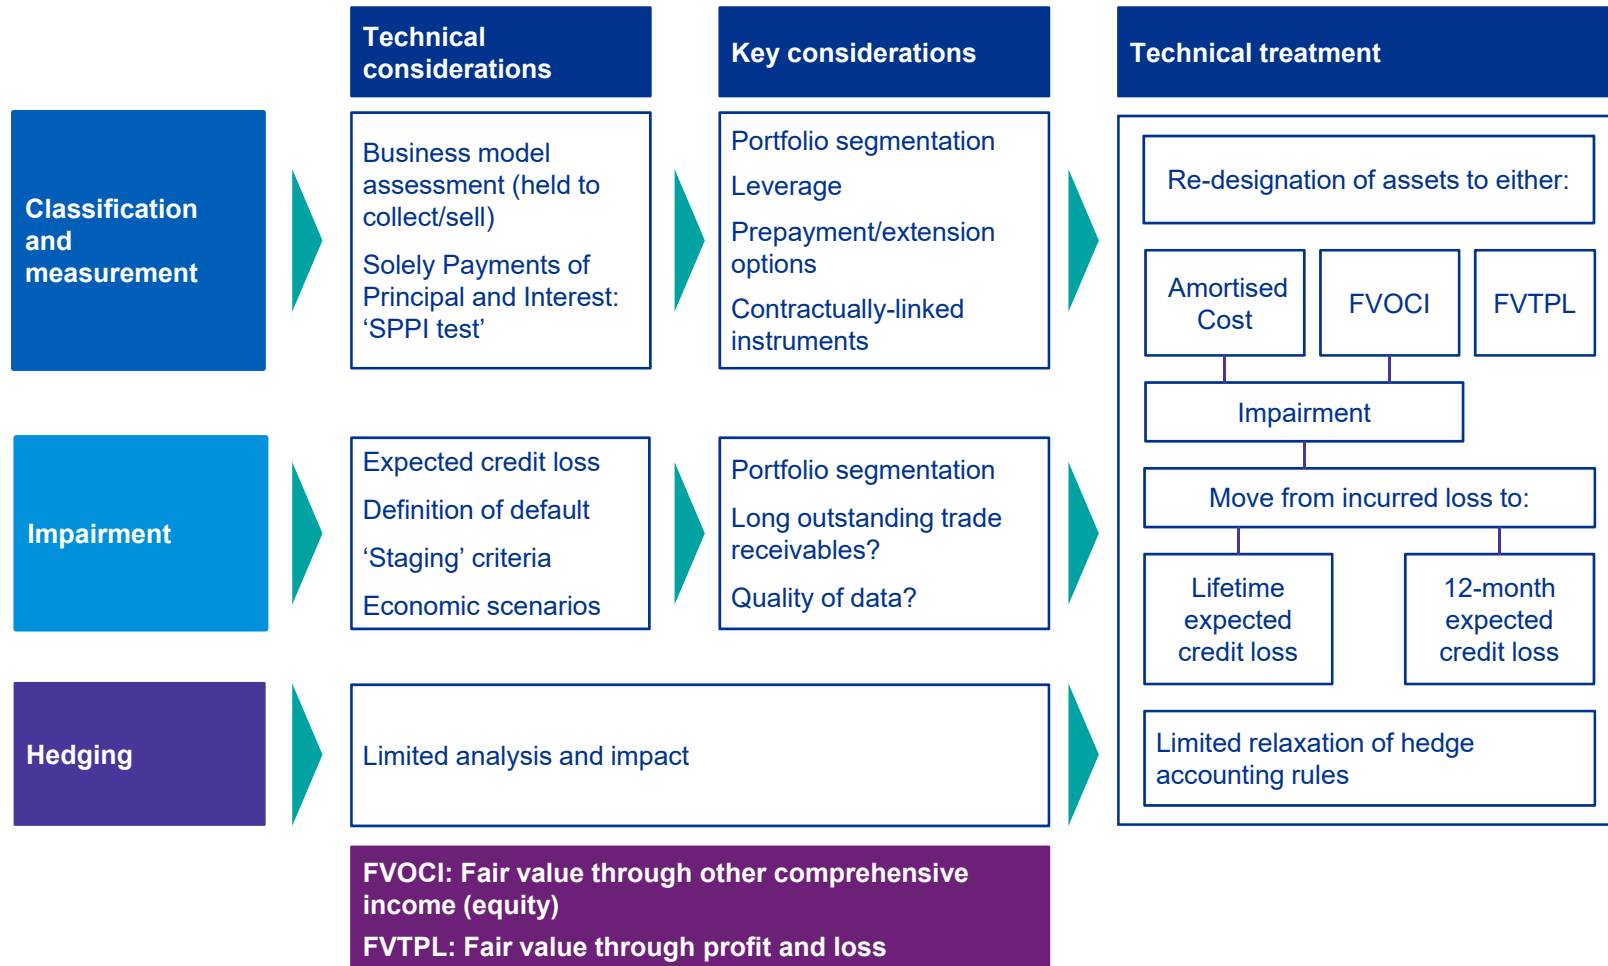 Technical
considerations
Key considerations
Technical treatment
Classification
and
measurement
Business model
assessment (held to
collect/sell)
Solely Payments of
Principal and Interest:
‘SPPI test’
Portfolio segmentation
Leverage
Prepayment/extension
options
Contractually-linked
instruments
Re-designation of assets to either:
Amortised
Cost
FVOCI
FVTPL
Impairment
Impairment
Expected credit loss
Definition of default
‘Staging’ criteria
Economic scenarios
Portfolio segmentation
Long outstanding trade
receivables?
Quality of data?
Move from incurred loss to:
Lifetime
expected
credit loss
12-month
expected
credit loss
Hedging
Limited analysis and impact
Limited relaxation of hedge
accounting rules
FVOCI: Fair value through other comprehensive
income (equity)
FVTPL: Fair value through profit and loss